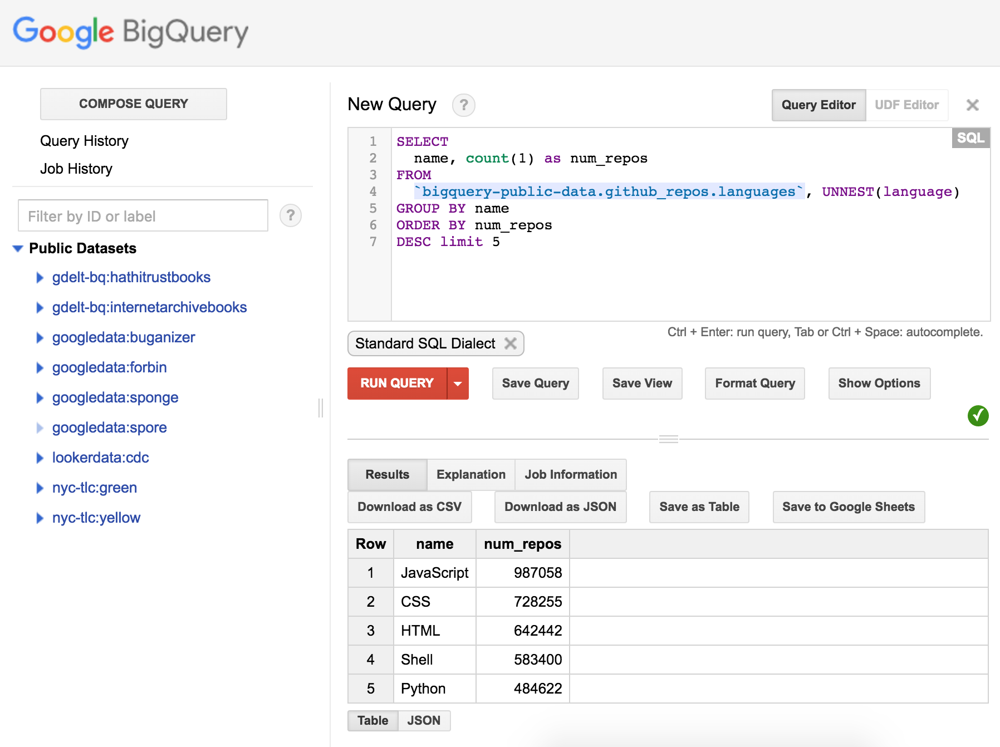 Google BigQuery
COMPOSE QUERY
Query History
Job History
Filter by ID or label
?
Public Datasets
gdelt-bq:hathitrustbooks
gdelt-bq:internetarchivebooks
googledata:buganizer
googledata:forbin
googledata:sponge
googledata:spore
lookerdata:cdc
nyc-tlc:green
nyc-tlc:yellow
New Query ?
Query Editor UDF Editor
SQL
1 SELECT
2 name, count(1) as num_repos
3 FROM
4 `bigquery-public-data.github_repos.languages`, UNNEST(language)
5 GROUP BY name
6 ORDER BY num_repos
7 DESC limit 5
Ctrl + Enter: run query, Tab or Ctrl + Space: autocomplete.
Standard SQL Dialect
RUN QUERY Save Query Save View Format Query Show Options
Results Explanation Job Information
Download as CSV Download as JSON Save as Table Save to Google Sheets
Row name num_repos
1 JavaScript 987058
2 CSS 728255
3 HTML 642442
4 Shell 583400
5 Python 484622
Table JSON